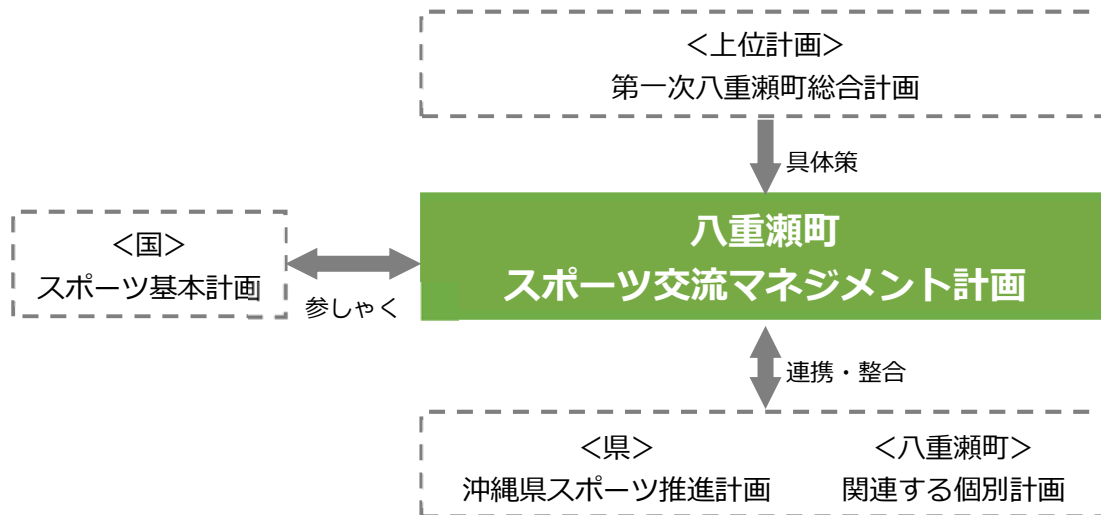 ＜上位計画＞
第一次八重瀬町総合計画
具体策
八重瀬町
スポーツ交流マネジメント計画
＜国＞
スポーツ基本計画
参しゃく
連携・整合
＜県＞
沖縄県スポーツ推進計画
＜八重瀬町＞
関連する個別計画